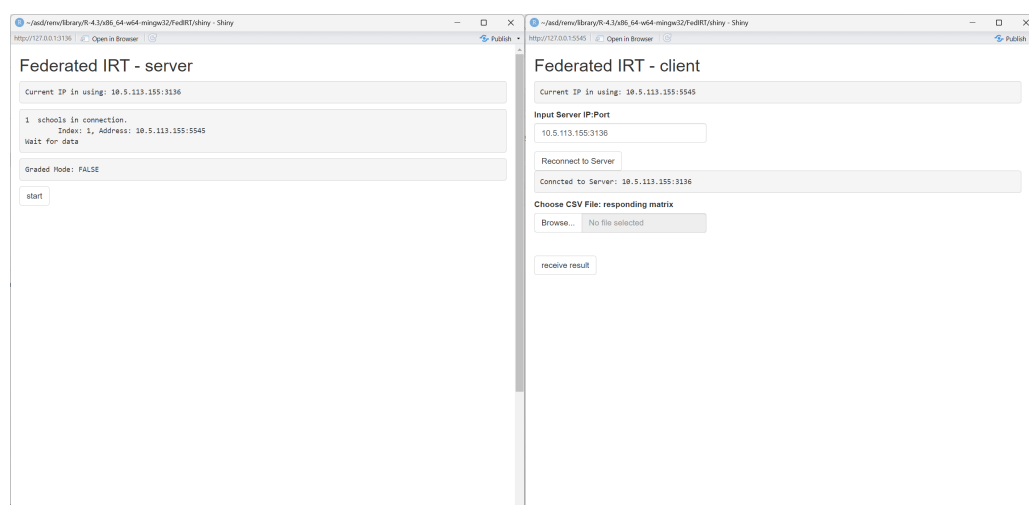 ~/asd/renv/library/R-4.3/x86_64-w64-mingw32/FedIRT/shiny - Shiny
http://127.0.0.1:3136 Open in Browser Publish
Federated IRT - server
Current IP in using: 10.5.113.155:3136
1 schools in connection.
Index: 1, Address: 10.5.113.155:5545
Wait for data
Graded Mode: FALSE
start
~/asd/renv/library/R-4.3/x86_64-w64-mingw32/FedIRT/shiny - Shiny
http://127.0.0.1:5545 Open in Browser Publish
Federated IRT - client
Current IP in using: 10.5.113.155:5545
Input Server IP:Port
10.5.113.155:3136
Reconnect to Server
Conncted to Server: 10.5.113.155:3136
Choose CSV File: responding matrix
Browse... No file selected
receive result